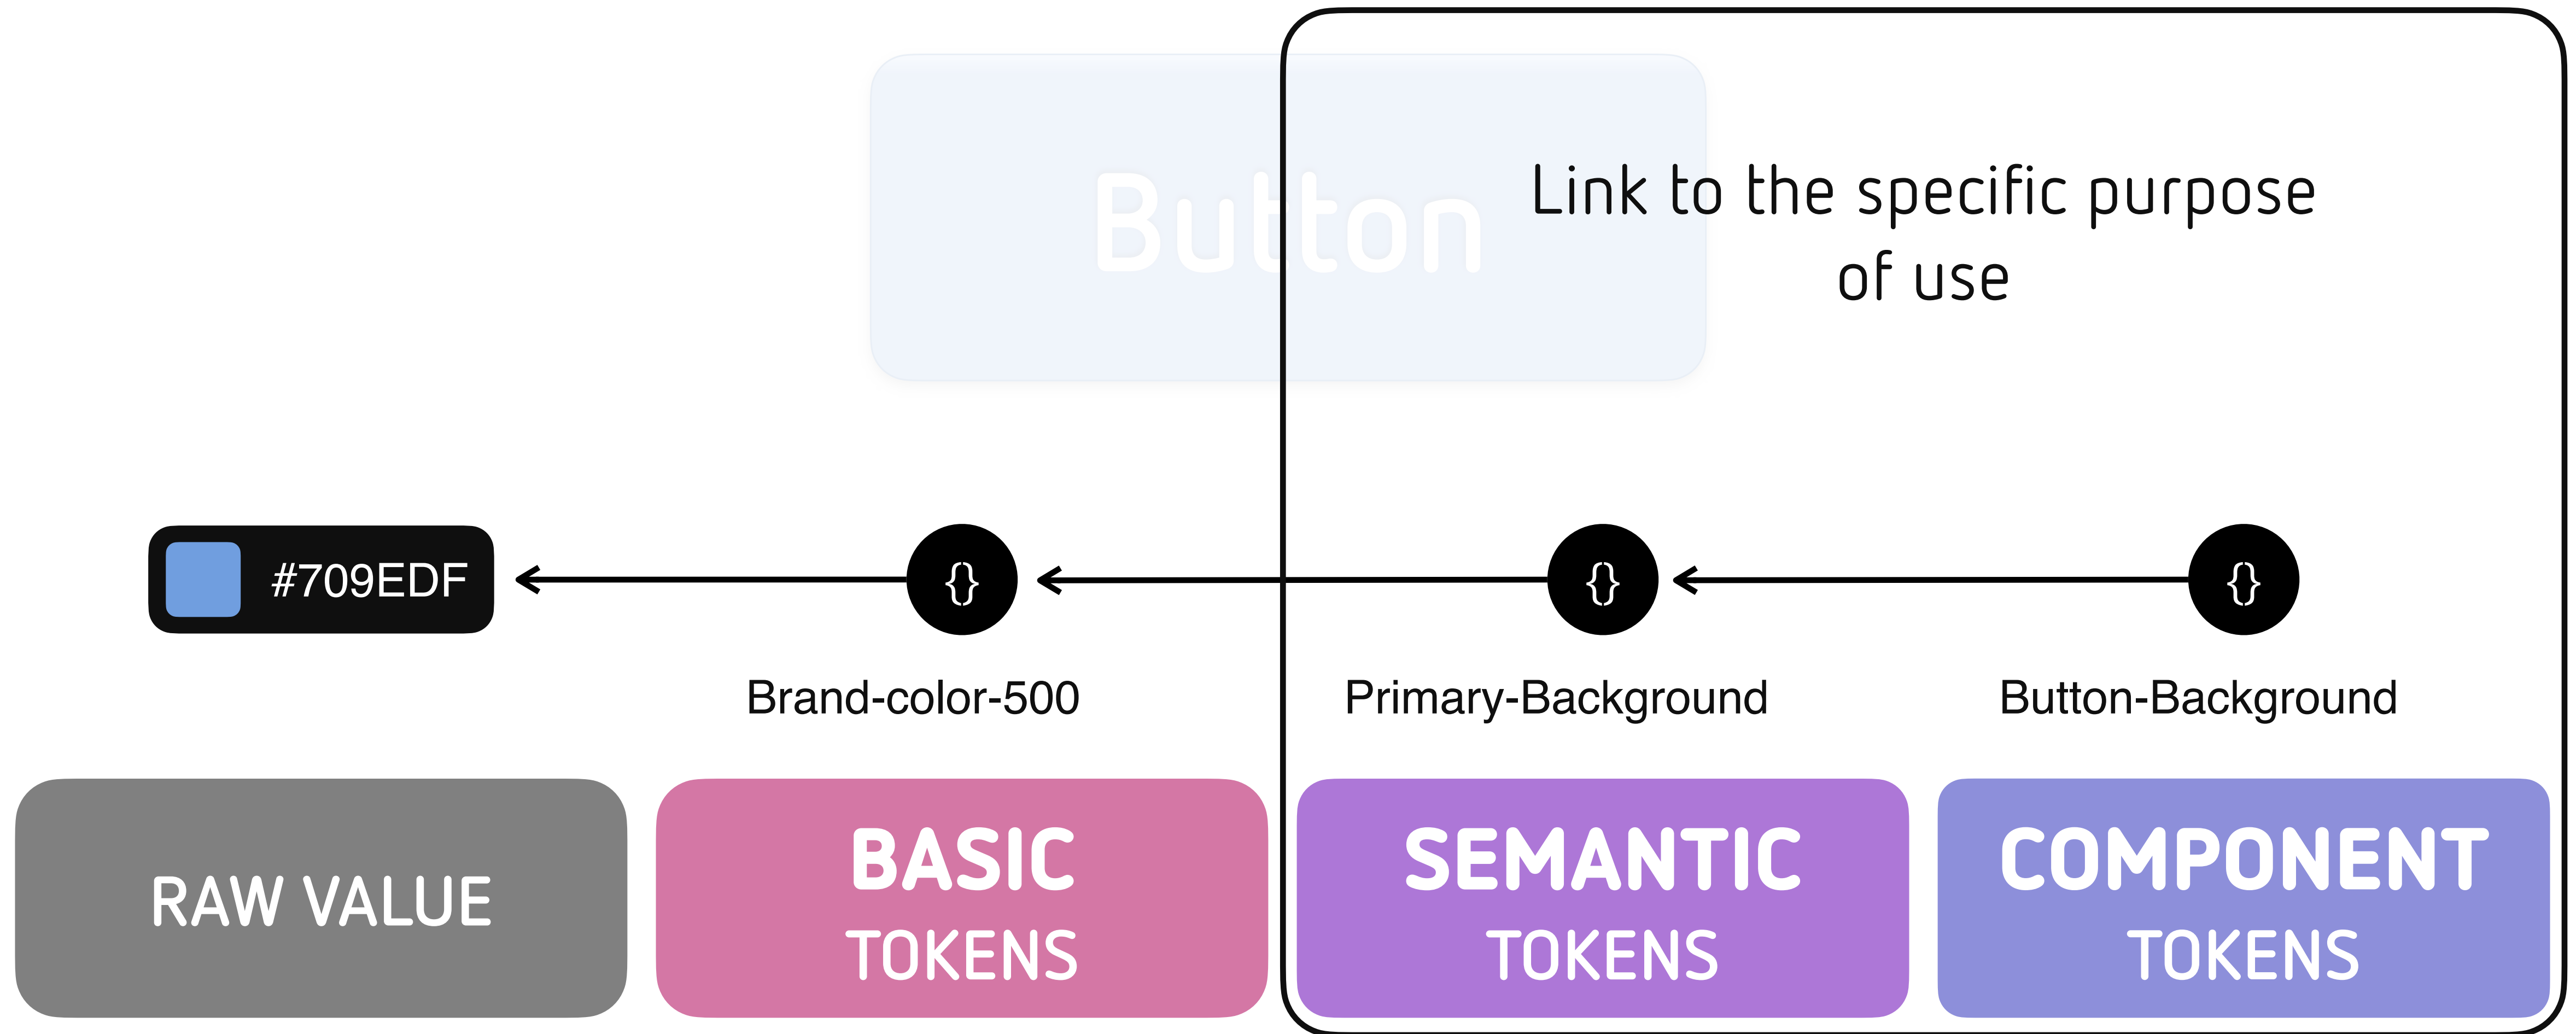 Button
Link to the specific purpose
of use
#709EDF
{}
{}
{}
Brand-color-500
Primary-Background
Button-Background
RAW VALUE
BASIC
TOKENS
SEMANTIC
TOKENS
COMPONENT
TOKENS